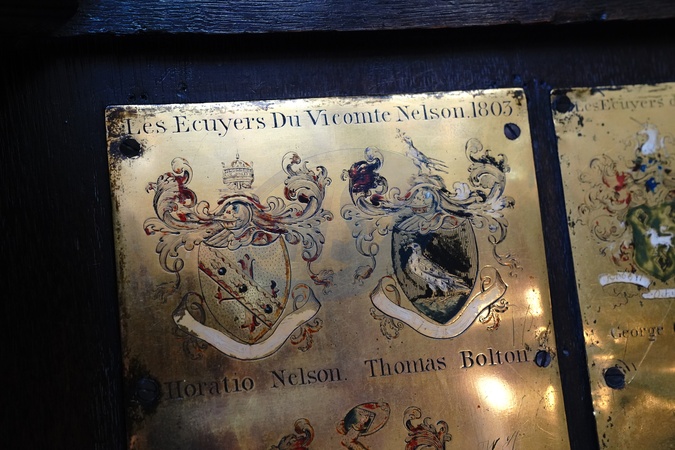 Les Ecuyers Du Vicomte Nelson. 1803
Horatio Nelson. Thomas Bolton
Les Ecuyers
George